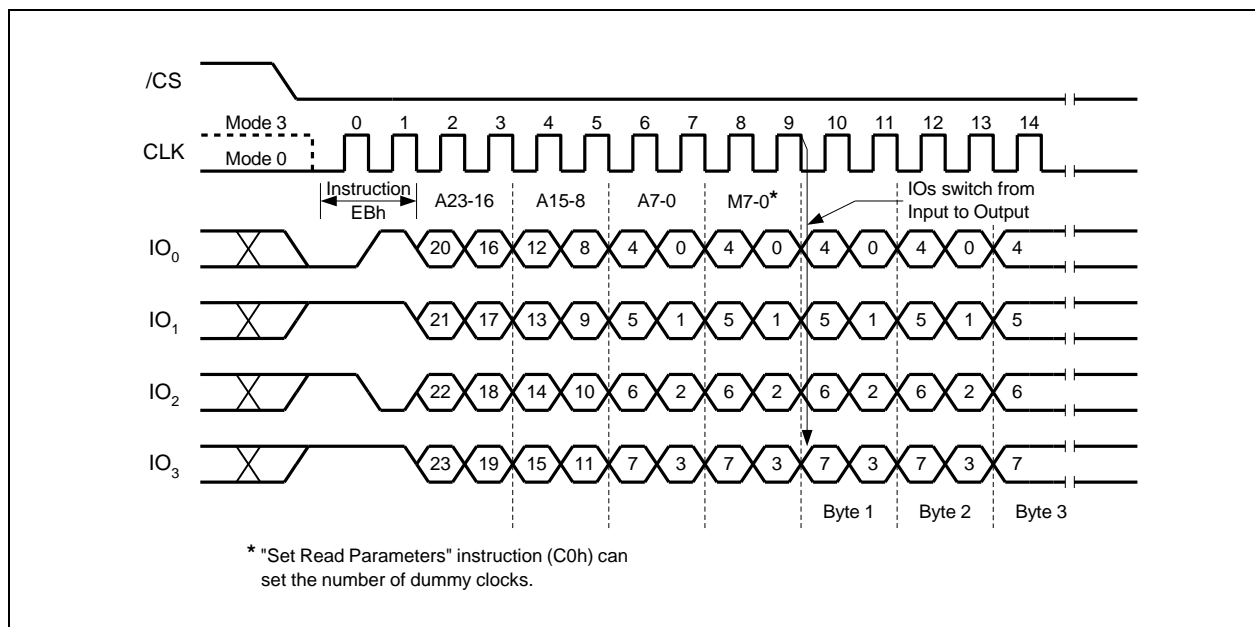 /CS
Mode 3 0 1 2 3 4 5 6 7 8 9 10 11 12 13 14
CLK
Mode 0
Instruction A23-16 A15-8 A7-0 M7-0* IOs switch from
EBh Input to Output
IO0 20 16 12 8 4 0 4 0 4 0 4 0 4
IO1 21 17 13 9 5 1 5 1 5 1 5 1 5
IO2 22 18 14 10 6 2 6 2 6 2 6 2 6
IO3 23 19 15 11 7 3 7 3 7 3 7 3 7
Byte 1 Byte 2 Byte 3
* "Set Read Parameters" instruction (C0h) can
set the number of dummy clocks.